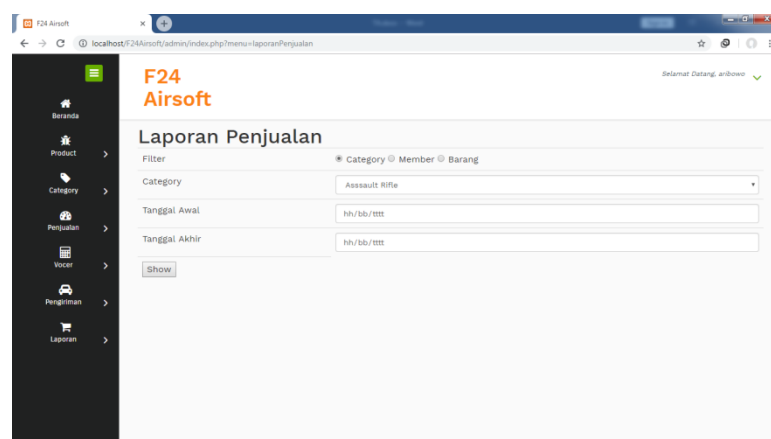 F24 Airsoft
localhost/F24Airsoft/admin/index.php?menu=laporanPenjualan
F24
Airsoft
Selamat Datang, aribowo
Beranda
Product
Category
Penjualan
Vocer
Pengiriman
Laporan
Laporan Penjualan
Filter
Category Member Barang
Category
Asssault Rifle
Tanggal Awal
hh/bb/tttt
Tanggal Akhir
hh/bb/tttt
Show